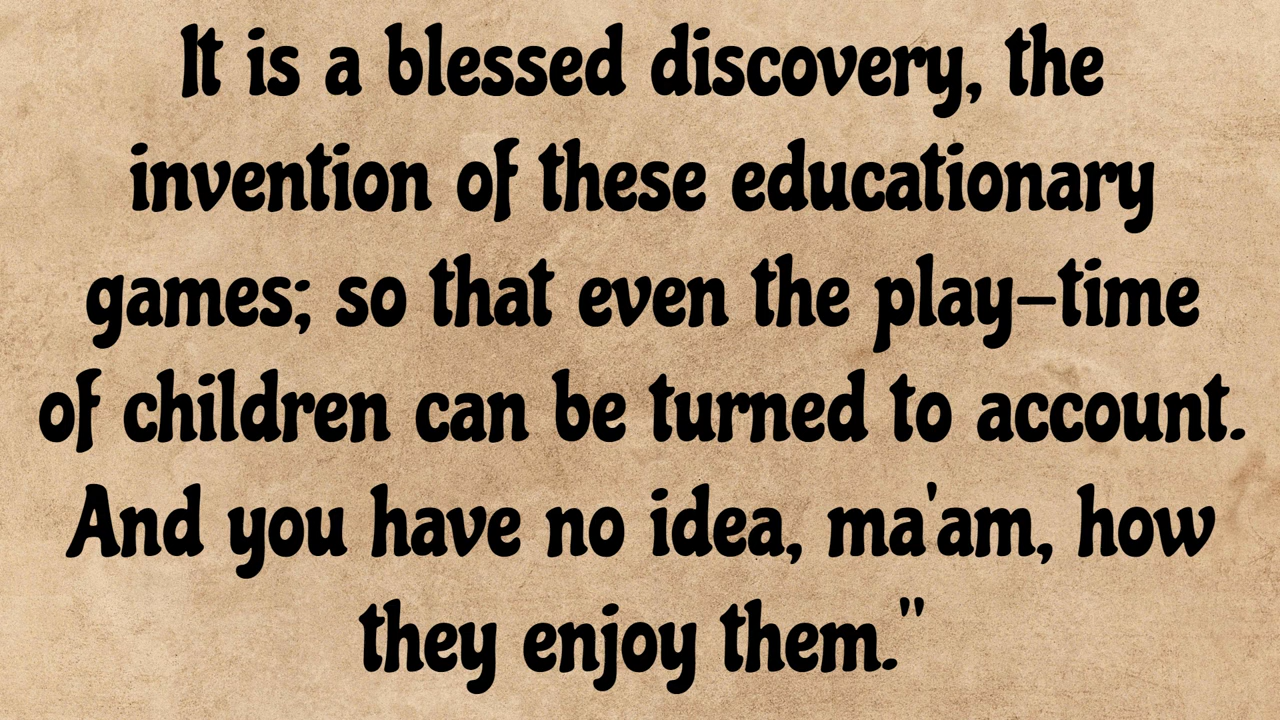 It is a blessed discovery, the
invention of these educationary
games; so that even the play-time
of children can be turned to account.
And you have no idea, ma'am, how
they enjoy them."